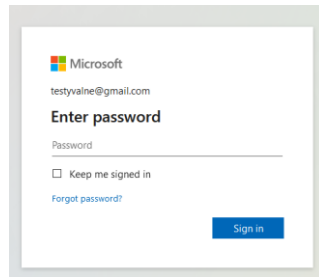 Microsoft
testyvalne@gmail.com
Enter password
Password
Keep me signed in
Forgot password?
Sign in